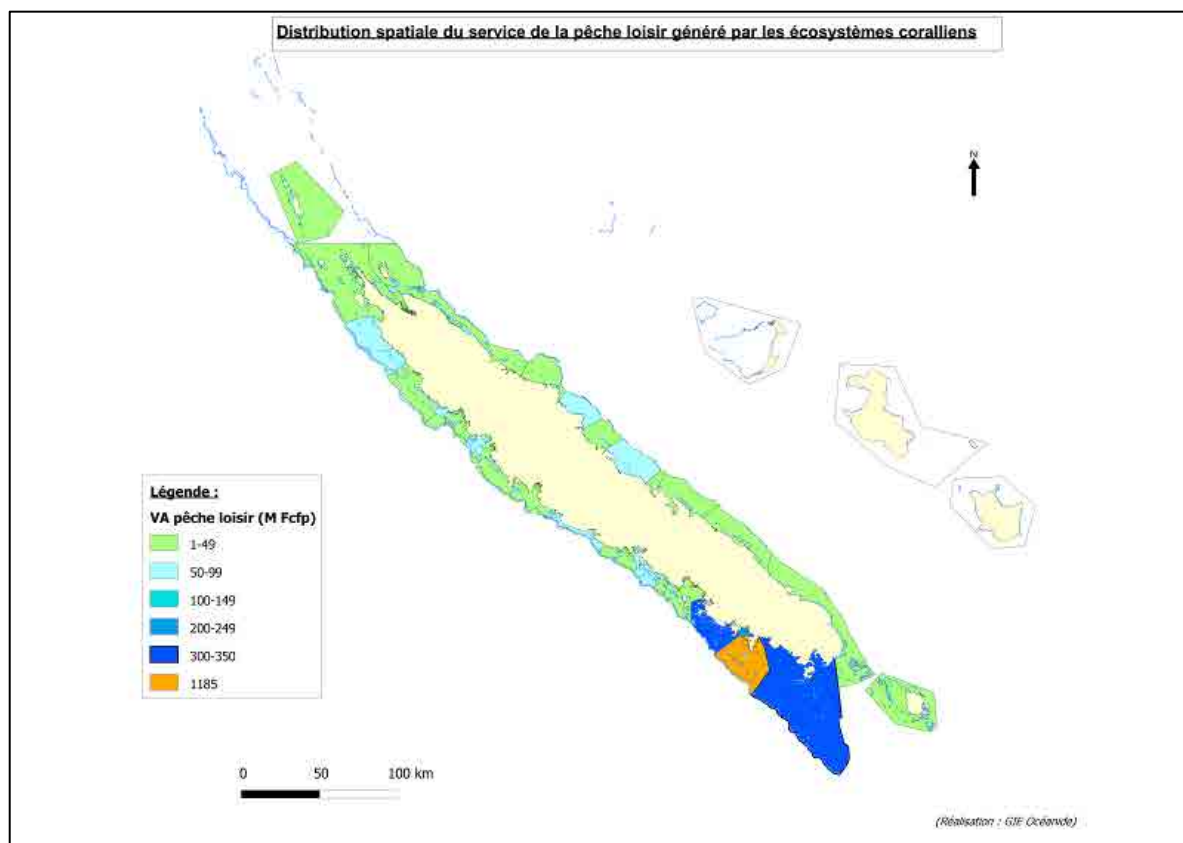 Distribution spatiale du service de la pêche loisir généré par les écosystèmes coralliens
N
Légende :
VA pêche loisir (M Fcfp)
1-49
50-99
100-149
200-249
300-350
1185
0 50 100 km
(Réalisation : GIE Océanide)